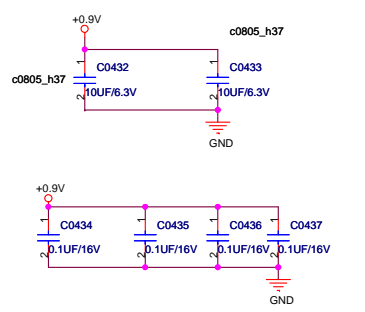 +0.9V
c0805_h37
1 C0432
1 C0433
c0805_h37
2 10UF/6.3V
2 10UF/6.3V
GND
+0.9V
1 C0434
1 C0435
1 C0436
1 C0437
2 0.1UF/16V
2 0.1UF/16V
2 0.1UF/16V
2 0.1UF/16V
GND